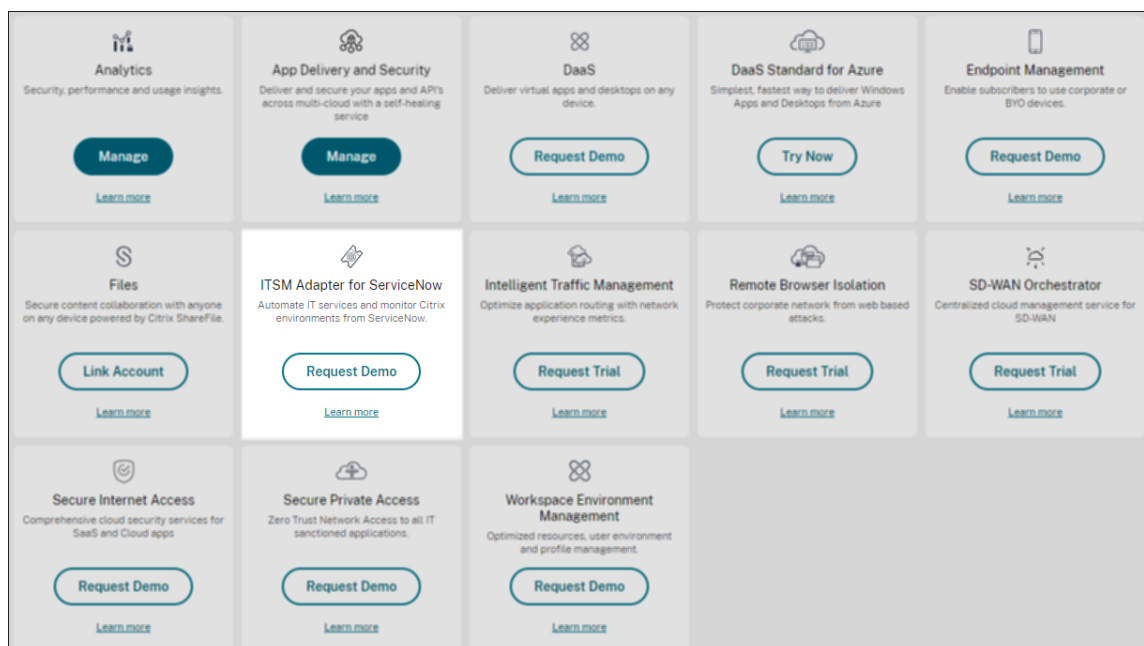 Analytics
Security, performance and usage insights.
Manage
Learn more
App Delivery and Security
Deliver and secure your apps and API's
across multi-cloud with a self-healing
service
Manage
Learn more
DaaS
Deliver virtual apps and desktops on any
device.
Request Demo
Learn more
DaaS Standard for Azure
Simplest, fastest way to deliver Windows
Apps and Desktops from Azure
Try Now
Learn more
Endpoint Management
Enable subscribers to use corporate or
BYO devices.
Request Demo
Learn more
Files
Secure content collaboration with anyone
on any device powered by Citrix ShareFile.
Link Account
Learn more
ITSM Adapter for ServiceNow
Automate IT services and monitor Citrix
environments from ServiceNow.
Request Demo
Learn more
Intelligent Traffic Management
Optimize application routing with network
experience metrics.
Request Trial
Learn more
Remote Browser Isolation
Protect corporate network from web based
attacks.
Request Trial
Learn more
SD-WAN Orchestrator
Centralized cloud management service for
SD-WAN
Request Trial
Learn more
Secure Internet Access
Comprehensive cloud security services for
SaaS and Cloud apps
Request Demo
Learn more
Secure Private Access
Zero Trust Network Access to all IT
sanctioned applications.
Request Demo
Learn more
Workspace Environment
Management
Optimized resources, user environment
and profile management.
Request Demo
Learn more